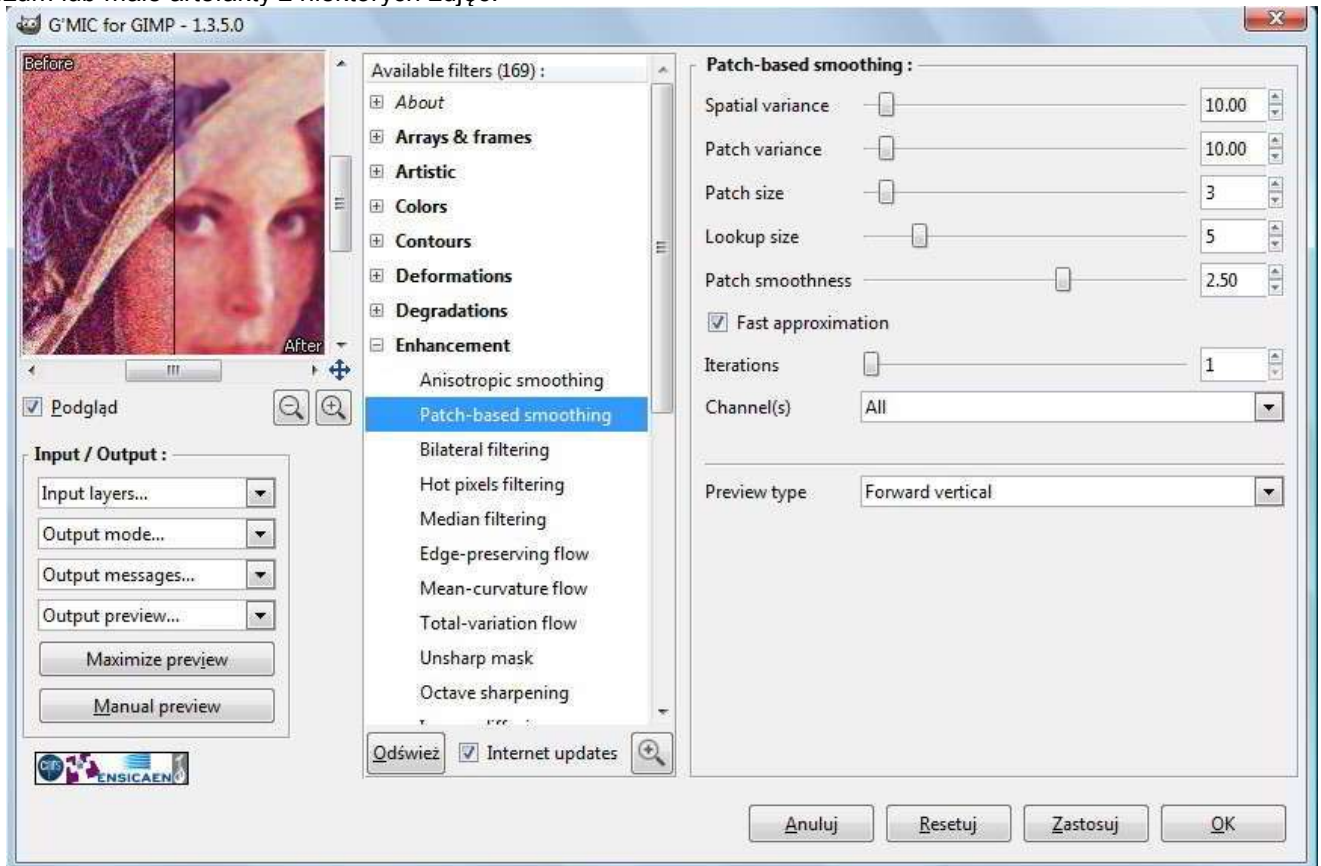 lub małe artefakty z niektórych zdjęć.
G'MIC for GIMP - 1.3.5.0
Before
After
Podgląd
Input / Output :
Input layers...
Output mode...
Output messages...
Output preview...
Maximize preview
Manual preview
ENSICAEN
Available filters (169) :
About
Arrays & frames
Artistic
Colors
Contours
Deformations
Degradations
Enhancement
Anisotropic smoothing
Patch-based smoothing
Bilateral filtering
Hot pixels filtering
Median filtering
Edge-preserving flow
Mean-curvature flow
Total-variation flow
Unsharp mask
Octave sharpening
Odśwież
Internet updates
Patch-based smoothing :
Spatial variance 10.00
Patch variance 10.00
Patch size 3
Lookup size 5
Patch smoothness 2.50
Fast approximation
Iterations 1
Channel(s) All
Preview type Forward vertical
Anuluj Resetuj Zastosuj OK